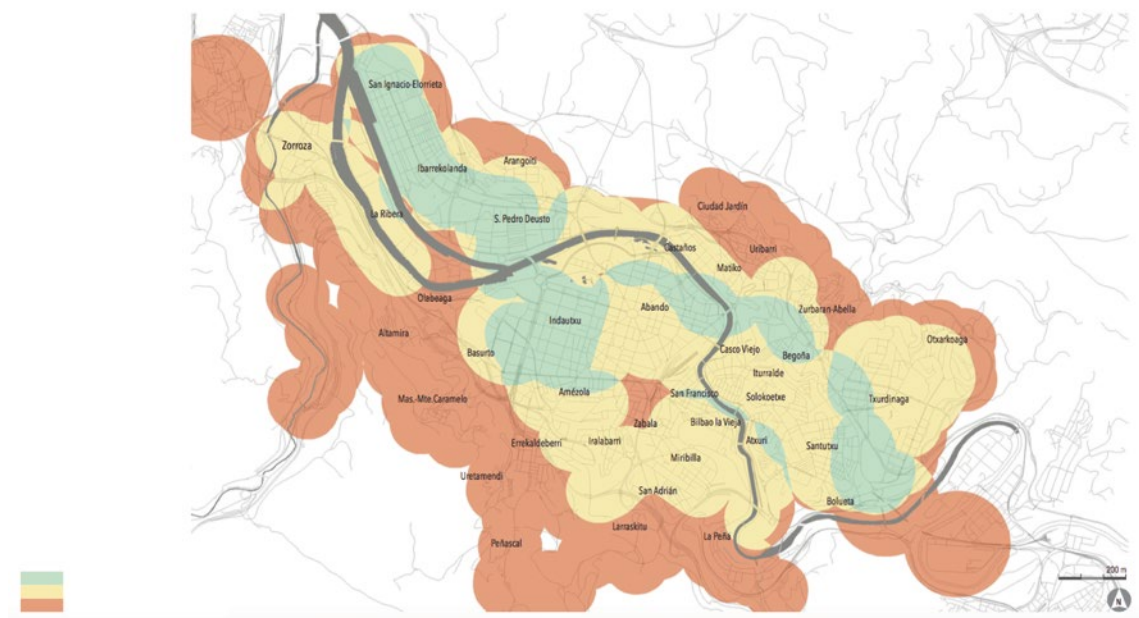 San Ignacio-Elorrieta
Zorroza
Arangoiti
Ibarrekolanda
Ciudad Jardín
La Ribera
S. Pedro Deusto
Castaños
Uribarri
Matiko
Olabeaga
Abando
Zurbaran-Abella
Indautxu
Altamira
Otxarkoaga
Basurto
Casco Viejo
Begoña
Iturralde
Amézola
San Francisco
Solokoetxe
Txurdinaga
Mas.-Mte.Caramelo
Zabala
Bilbao la Vieja
Errekaldeberri
Iralabarri
Atxuri
Santutxu
Miribilla
Uretamendi
San Adrián
Bolueta
Larraskitu
La Peña
Peñascal
200 m
N